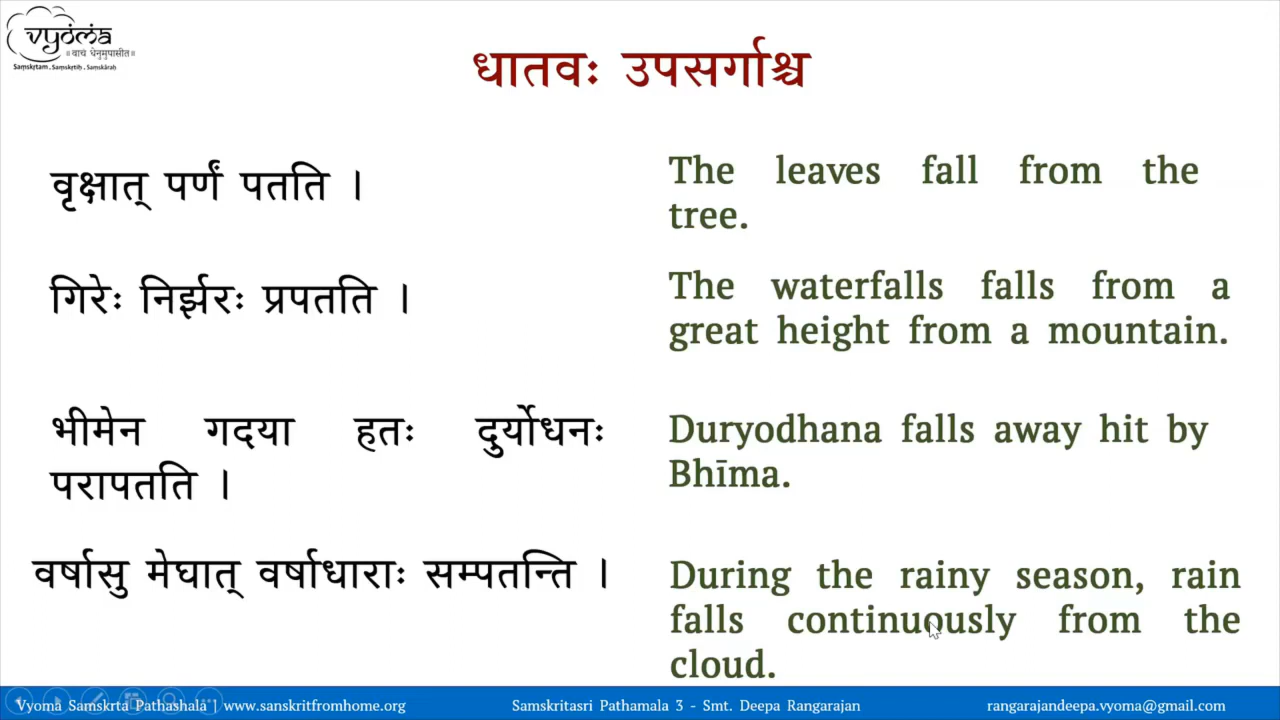 vyoma
॥ वाचं धेनुमुपासीत॥
Saṃskṛtam . Saṃskṛtiḥ . Saṃskāraḥ
धातवः उपसर्गाश्च
वृक्षात् पर्णं पतति ।
The leaves fall from the
tree.
गिरेः निर्झरः प्रपतति ।
The waterfalls falls from a
great height from a mountain.
भीमेन गदया हतः दुर्योधनः
परापतति ।
Duryodhana falls away hit by
Bhīma.
वर्षासु मेघात् वर्षाधाराः सम्पतन्ति ।
During the rainy season, rain
falls continuously from the
cloud.
Vyoma Samskrta Pathashala | www.sanskritfromhome.org
Samskritasri Pathamala 3 - Smt. Deepa Rangarajan
rangarajandeepa.vyoma@gmail.com